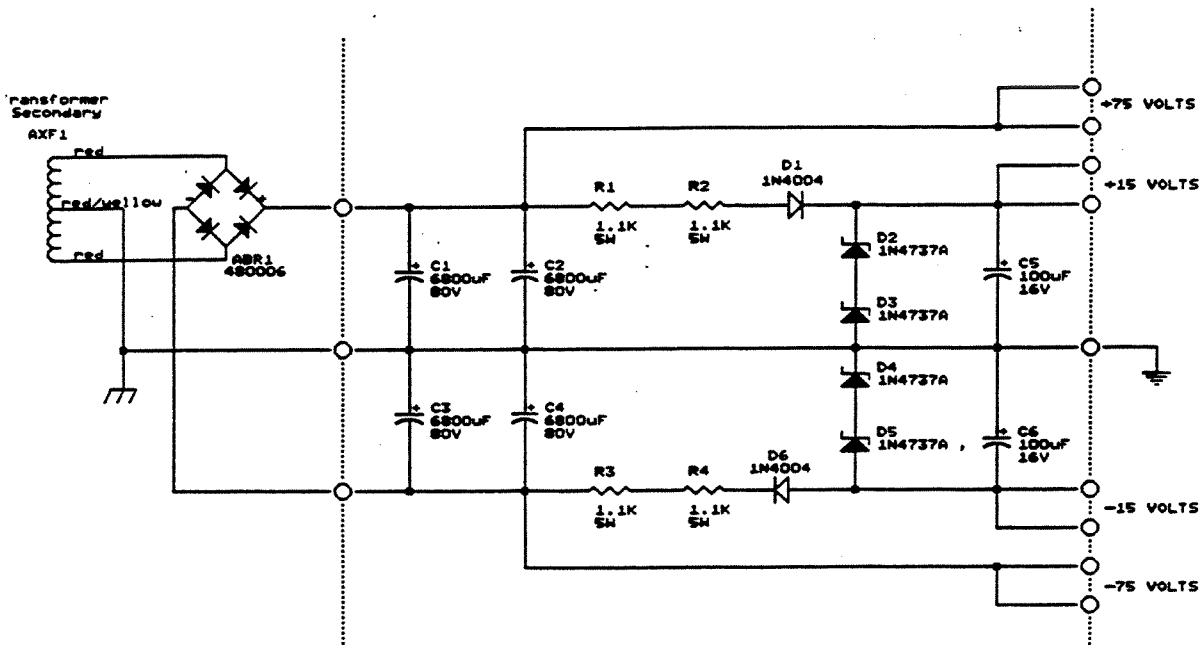 ransformer
Secondary
AXF1
red
red/yellow
red
-
+
ABR1
480006
+
C1
6800uF
80V
+
C2
6800uF
80V
+
C3
6800uF
80V
+
C4
6800uF
80V
R1
1.1K
5W
R2
1.1K
5W
D1
1N4004
D2
1N4737A
D3
1N4737A
D4
1N4737A
D5
1N4737A
+
C5
100uF
16V
+
C6
100uF
16V
R3
1.1K
5W
R4
1.1K
5W
D6
1N4004
+75 VOLTS
+15 VOLTS
-15 VOLTS
-75 VOLTS